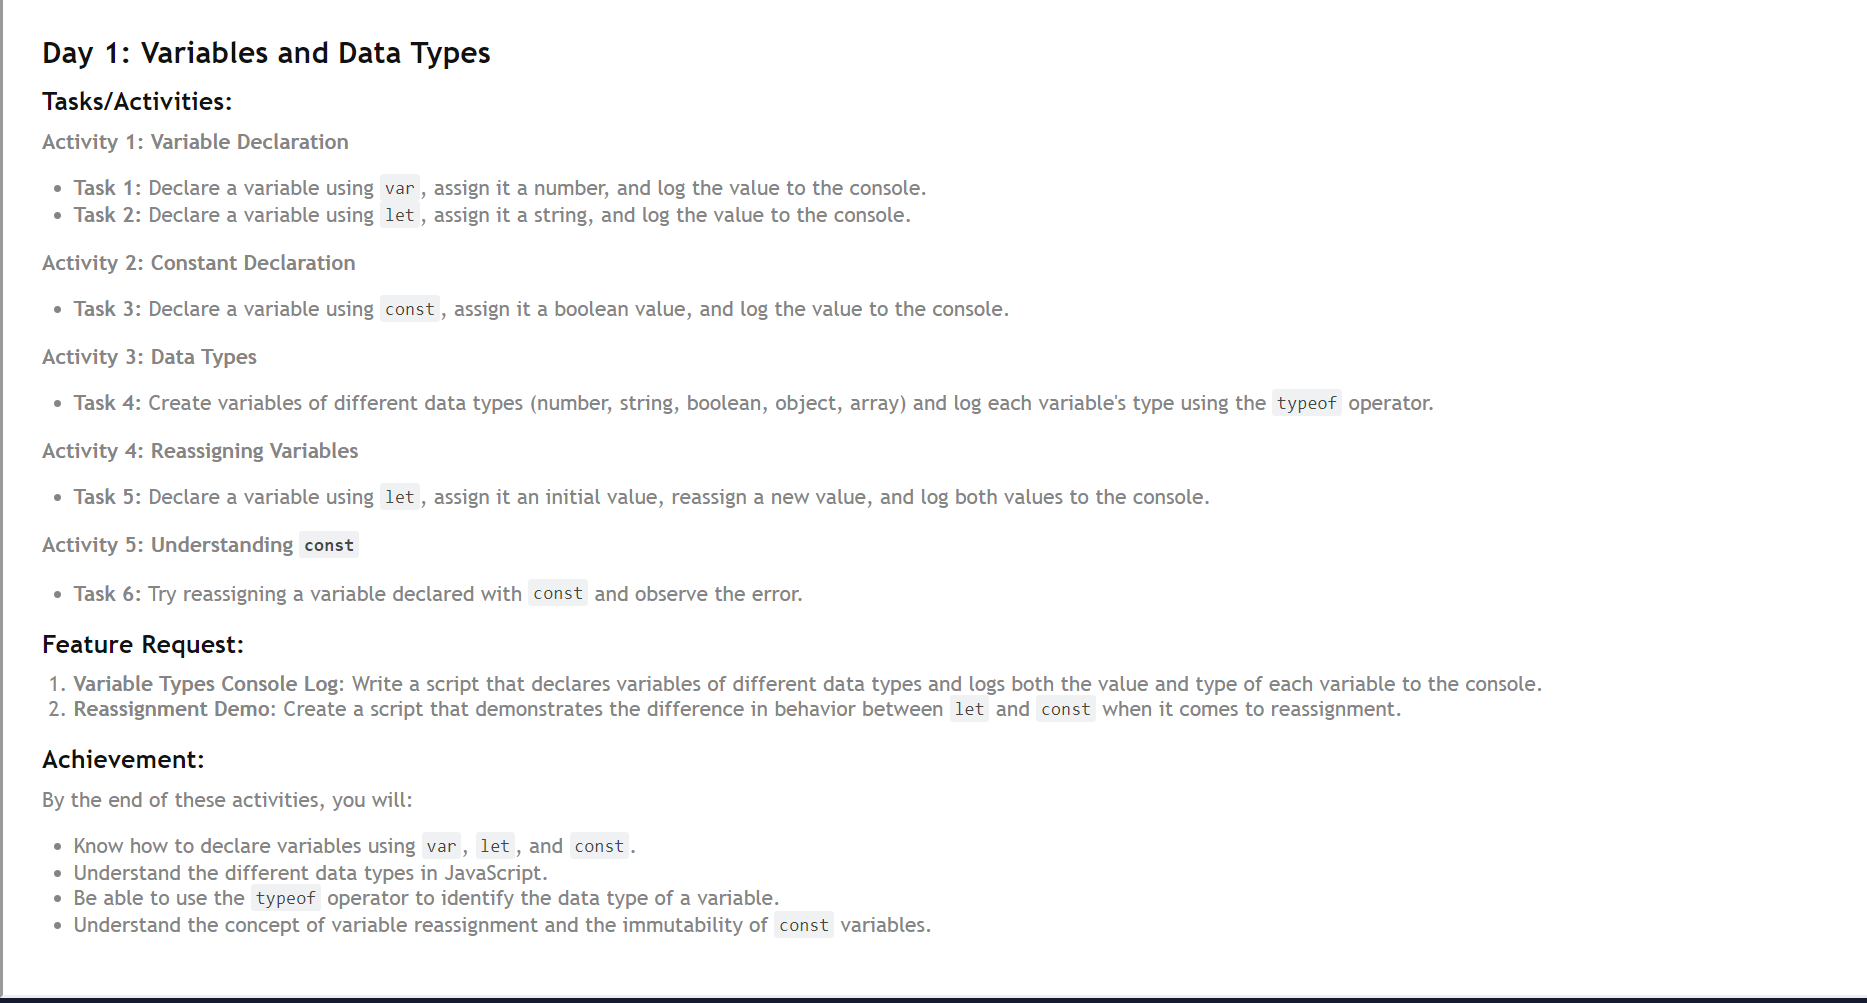 Day 1: Variables and Data Types
Tasks/Activities:
Activity 1: Variable Declaration
• Task 1: Declare a variable using var, assign it a number, and log the value to the console.
• Task 2: Declare a variable using let, assign it a string, and log the value to the console.
Activity 2: Constant Declaration
• Task 3: Declare a variable using const, assign it a boolean value, and log the value to the console.
Activity 3: Data Types
• Task 4: Create variables of different data types (number, string, boolean, object, array) and log each variable's type using the typeof operator.
Activity 4: Reassigning Variables
• Task 5: Declare a variable using let, assign it an initial value, reassign a new value, and log both values to the console.
Activity 5: Understanding const
• Task 6: Try reassigning a variable declared with const and observe the error.
Feature Request:
1. Variable Types Console Log: Write a script that declares variables of different data types and logs both the value and type of each variable to the console.
2. Reassignment Demo: Create a script that demonstrates the difference in behavior between let and const when it comes to reassignment.
Achievement:
By the end of these activities, you will:
• Know how to declare variables using var, let, and const.
• Understand the different data types in JavaScript.
• Be able to use the typeof operator to identify the data type of a variable.
• Understand the concept of variable reassignment and the immutability of const variables.